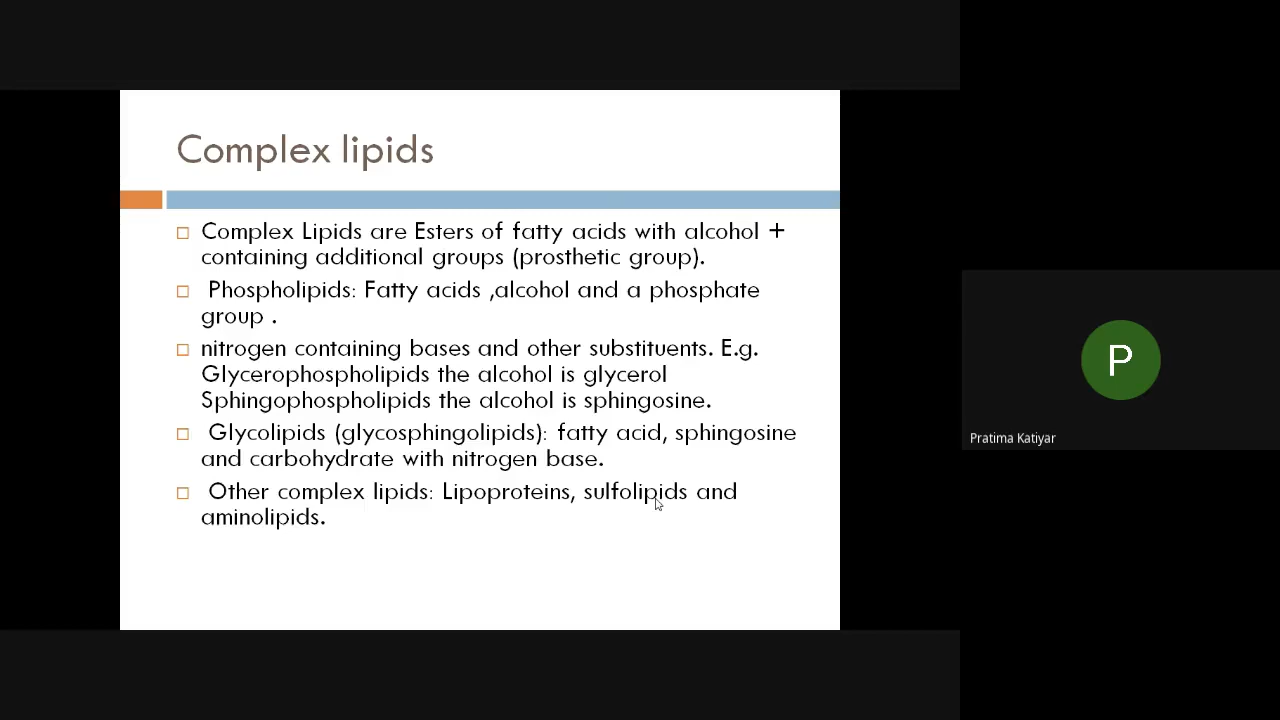 Complex lipids
Complex Lipids are Esters of fatty acids with alcohol +
containing additional groups (prosthetic group).
Phospholipids: Fatty acids ,alcohol and a phosphate
group .
nitrogen containing bases and other substituents. E.g.
Glycerophospholipids the alcohol is glycerol
Sphingophospholipids the alcohol is sphingosine.
Glycolipids (glycosphingolipids): fatty acid, sphingosine
and carbohydrate with nitrogen base.
Other complex lipids: Lipoproteins, sulfolipids and
aminolipids.
P
Pratima Katiyar